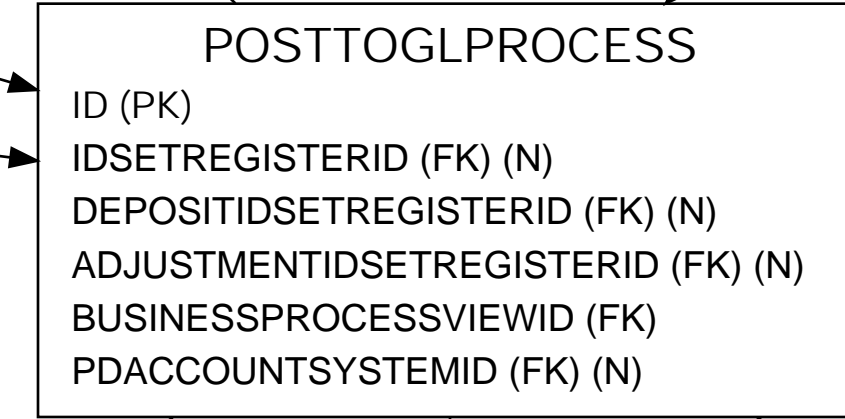 POSTTOGLPROCESS
ID (PK)
IDSETREGISTERID (FK) (N)
DEPOSITIDSETREGISTERID (FK) (N)
ADJUSTMENTIDSETREGISTERID (FK) (N)
BUSINESSPROCESSVIEWID (FK)
PDACCOUNTSYSTEMID (FK) (N)